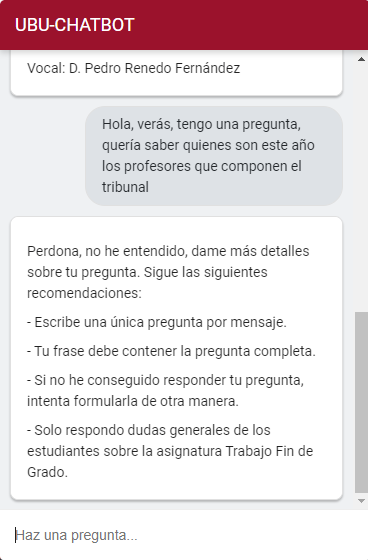 UBU-CHATBOT
Vocal: D. Pedro Renedo Fernández
Hola, verás, tengo una pregunta,
quería saber quienes son este año
los profesores que componen el
tribunal
Perdona, no he entendido, dame más detalles
sobre tu pregunta. Sigue las siguientes
recomendaciones:
- Escribe una única pregunta por mensaje.
- Tu frase debe contener la pregunta completa.
- Si no he conseguido responder tu pregunta,
intenta formularla de otra manera.
- Solo respondo dudas generales de los
estudiantes sobre la asignatura Trabajo Fin de
Grado.
Haz una pregunta...